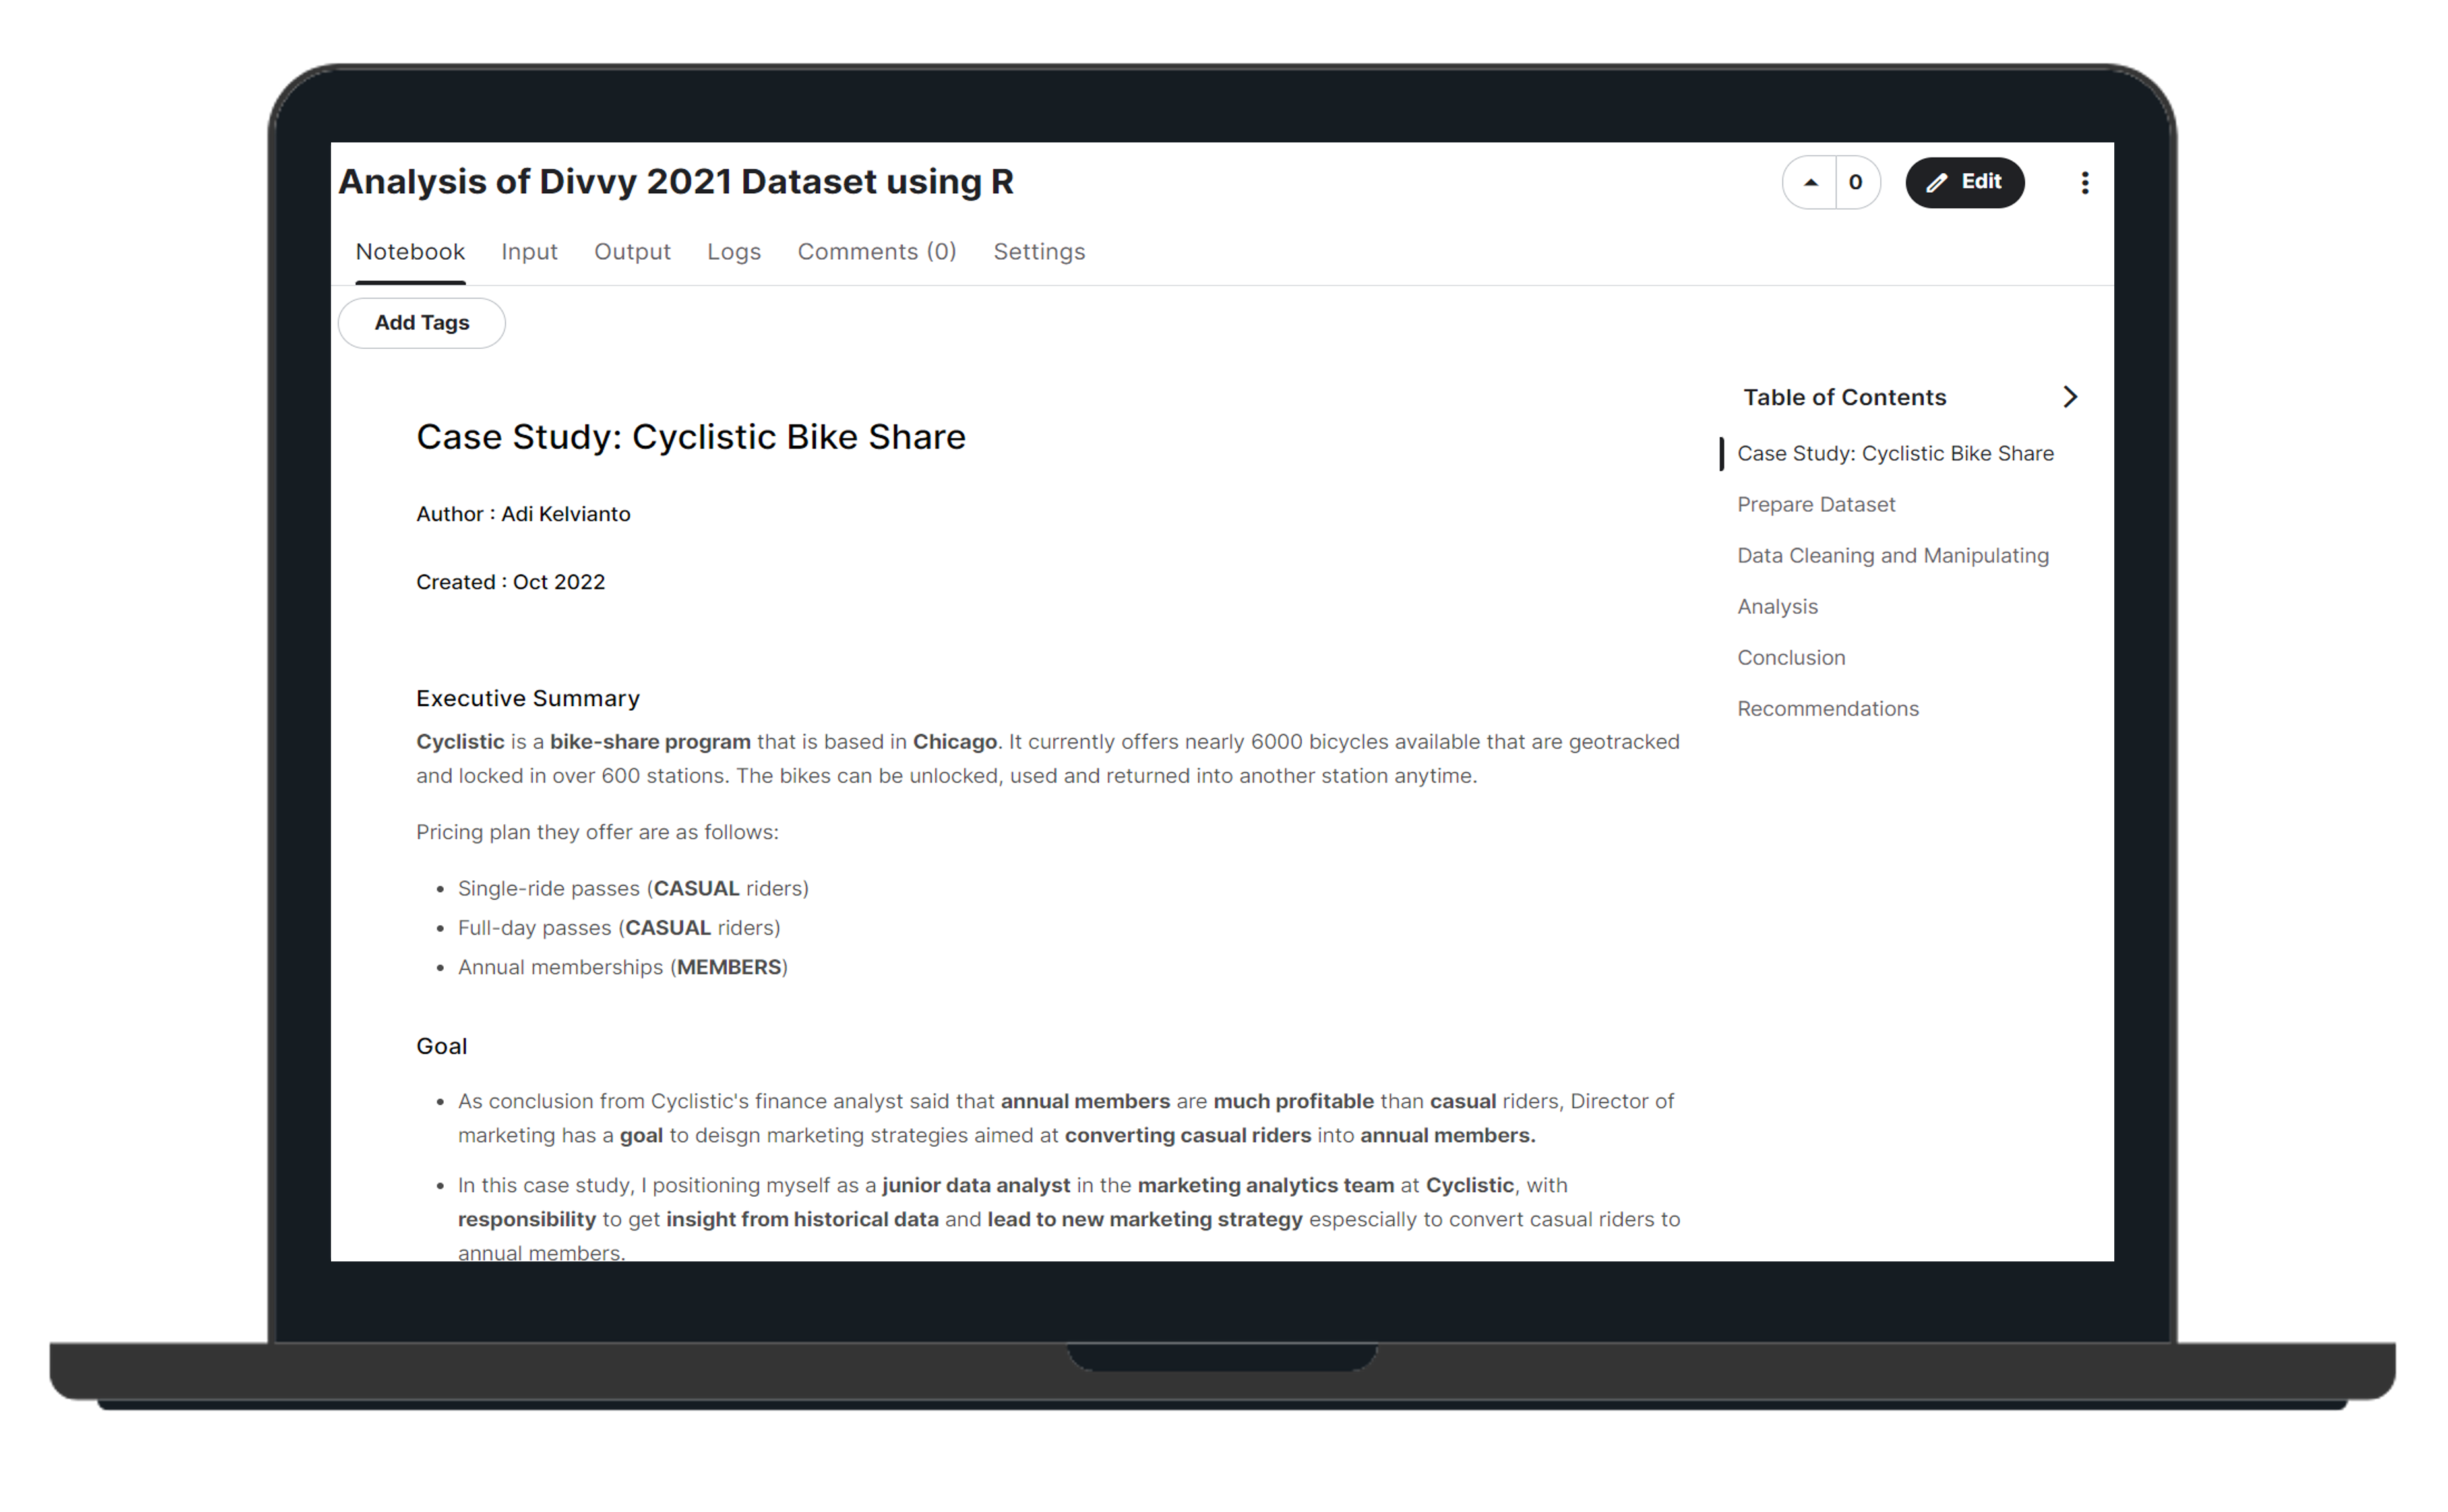 Analysis of Divvy 2021 Dataset using R
0
Edit
Notebook Input Output Logs Comments (0) Settings
Add Tags
Case Study: Cyclistic Bike Share
Author : Adi Kelvianto
Created : Oct 2022
Executive Summary
Cyclistic is a bike-share program that is based in Chicago. It currently offers nearly 6000 bicycles available that are geotracked
and locked in over 600 stations. The bikes can be unlocked, used and returned into another station anytime.
Pricing plan they offer are as follows:
• Single-ride passes (CASUAL riders)
• Full-day passes (CASUAL riders)
• Annual memberships (MEMBERS)
Goal
• As conclusion from Cyclistic's finance analyst said that annual members are much profitable than casual riders, Director of
marketing has a goal to deisgn marketing strategies aimed at converting casual riders into annual members.
• In this case study, I positioning myself as a junior data analyst in the marketing analytics team at Cyclistic, with
responsibility to get insight from historical data and lead to new marketing strategy espescially to convert casual riders to
annual members.
Table of Contents
Case Study: Cyclistic Bike Share
Prepare Dataset
Data Cleaning and Manipulating
Analysis
Conclusion
Recommendations